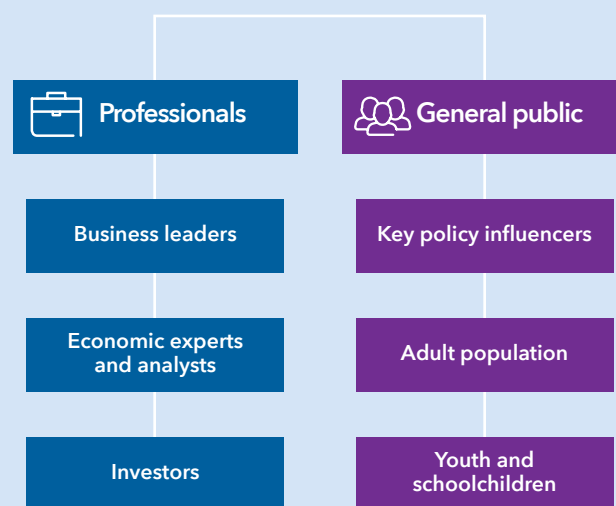 Professionals
Business leaders
Economic experts
and analysts
Investors
General public
Key policy influencers
Adult population
Youth and
schoolchildren